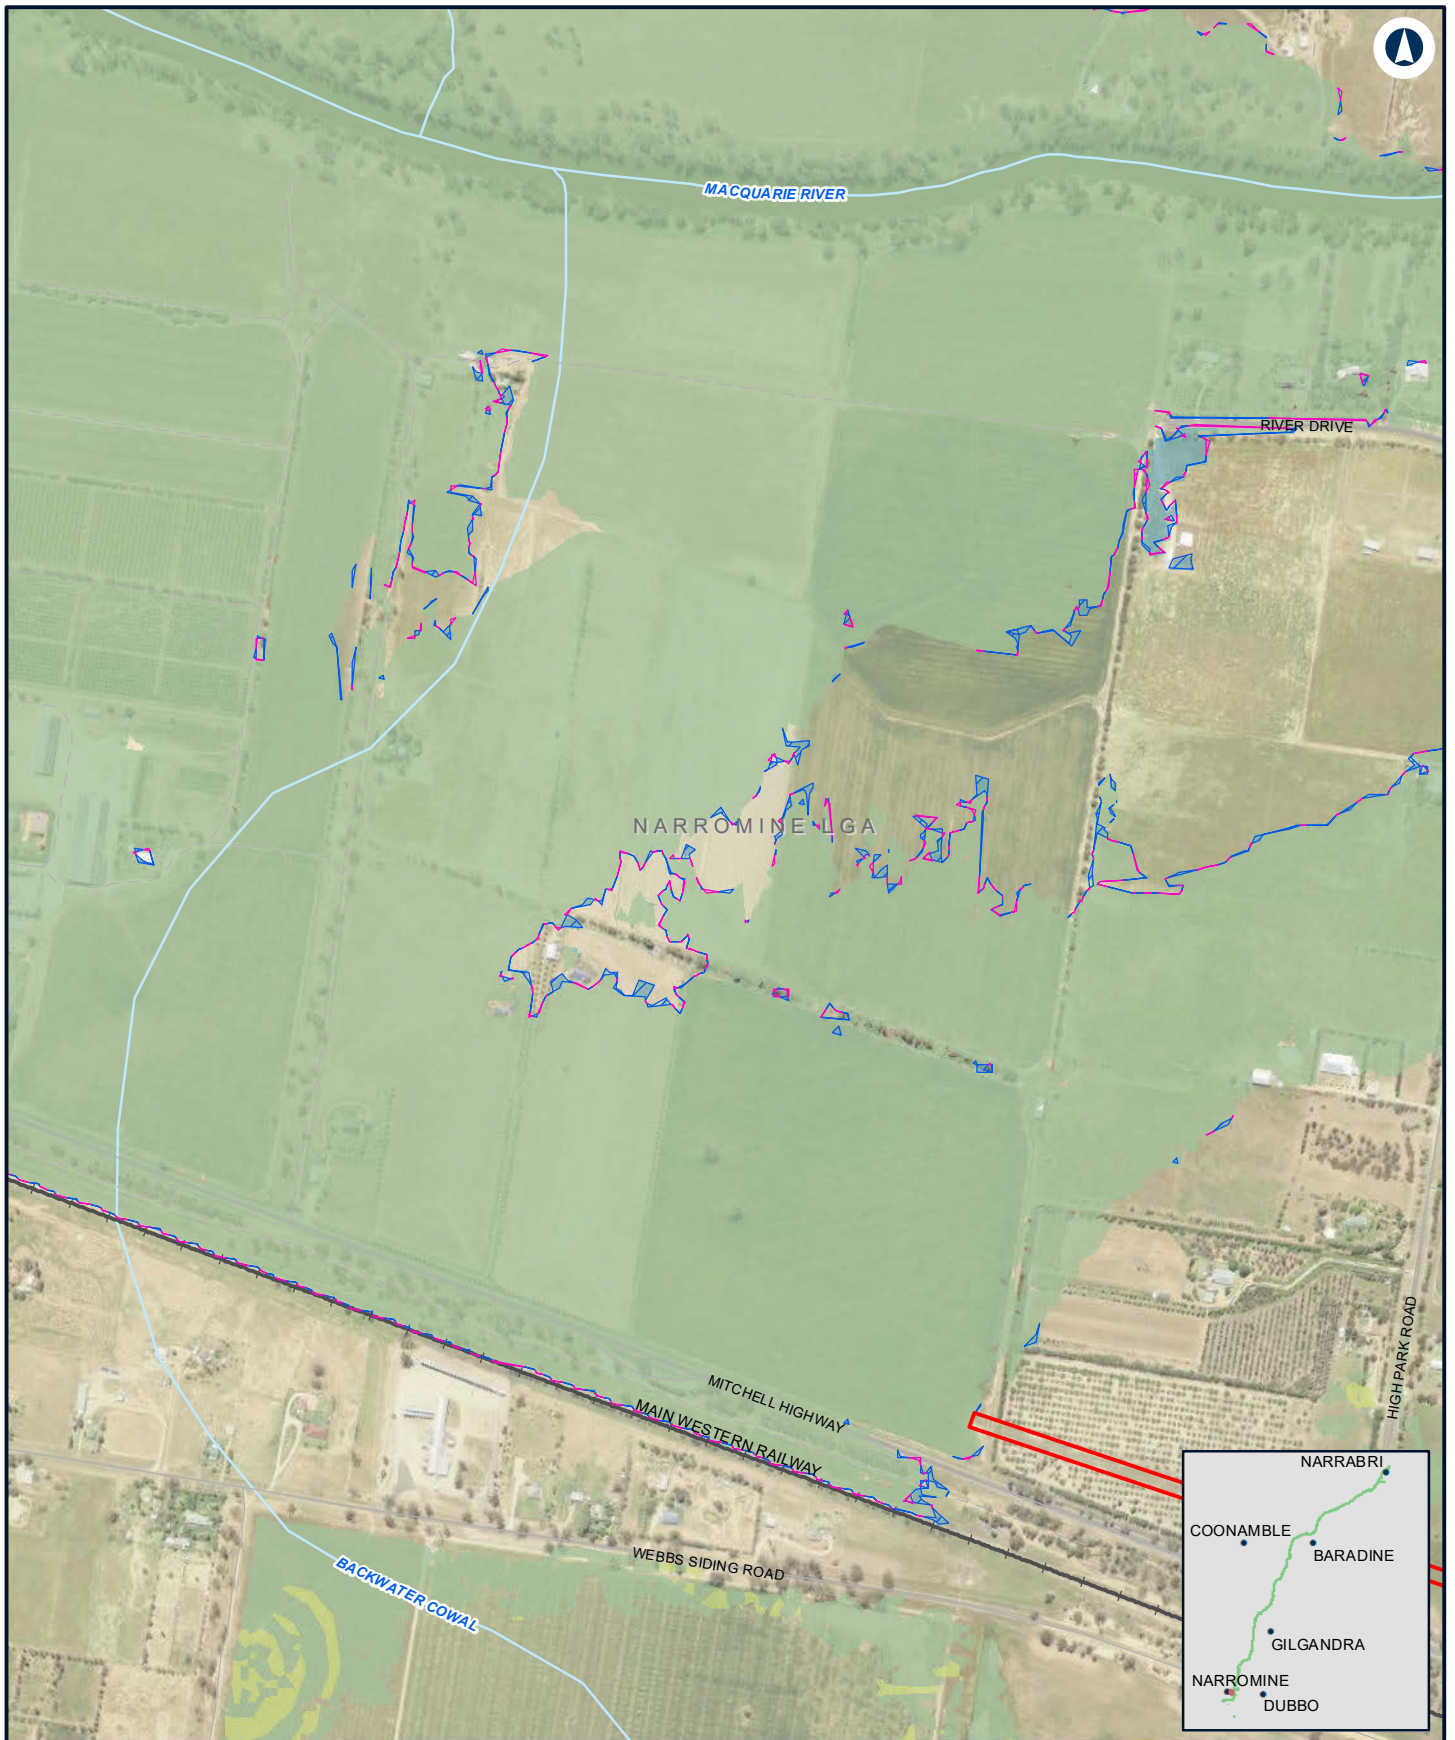 MACQUARIE RIVER
RIVER DRIVE
NARROMINE LGA
HIGH PARK ROAD
MITCHELL HIGHWAY
MAIN WESTERN RAILWAY
WEBBS SIDING ROAD
BACKWATER COWAL
NARRABRI
COONAMBLE
BARADINE
GILGANDRA
NARROMINE
DUBBO